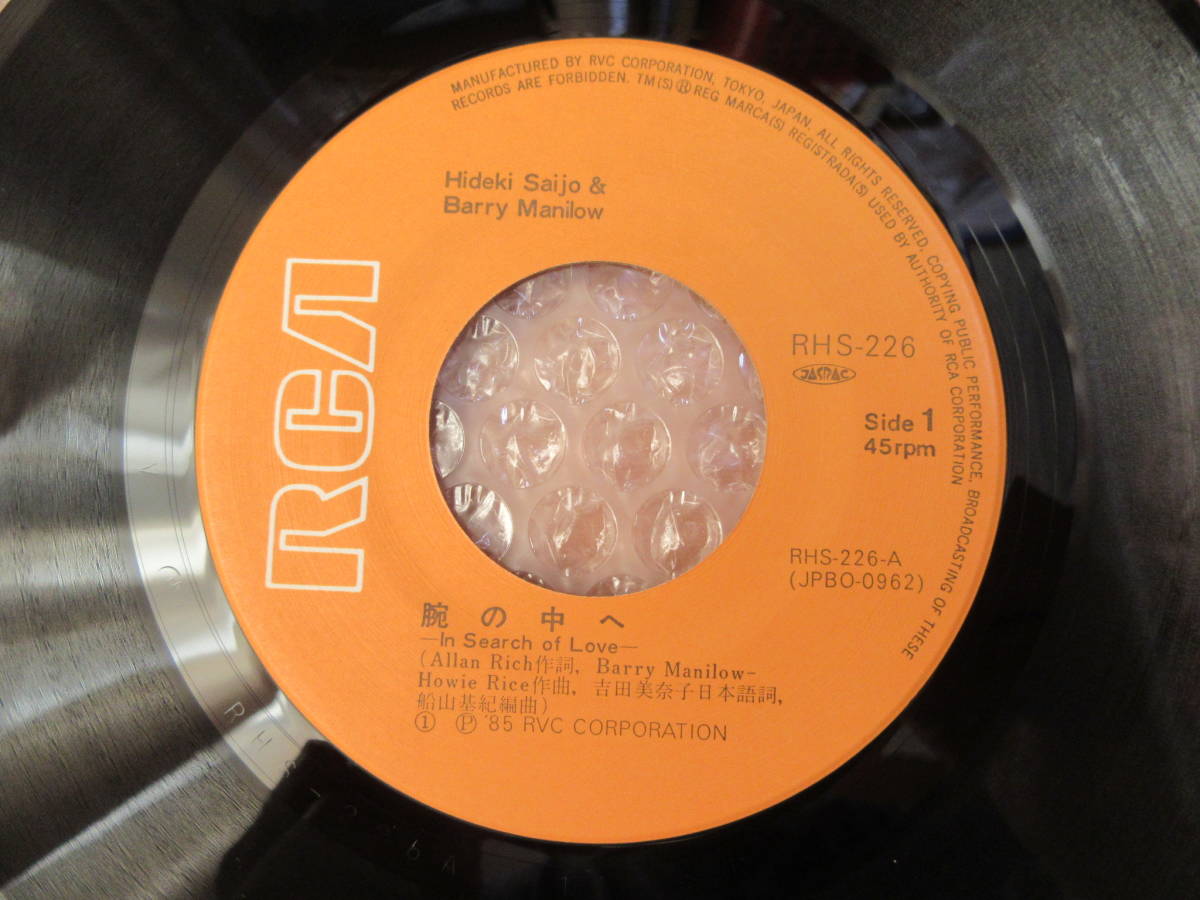 MANUFACTURED BY RVC CORPORATION, TOKYO, JAPAN. ALL RIGHTS RESERVED. COPYING PUBLIC PERFORMANCE, BROADCASTING OF THESE
RECORDS ARE FORBIDDEN. TM(S)®REG MARCA(S) REGISTRADA(S) USED BY AUTHORITY OF RCA CORPORATION
Hideki Saijo &
Barry Manilow
RCA
RHS-226
JASRAC
Side 1
45rpm
RHS-226-A
(JPBO-0962)
腕の中へ
—In Search of Love—
(Allan Rich作詞, Barry Manilow-
Howie Rice作曲, 吉田美奈子日本語詞,
船山基紀編曲)
① Ⓟ '85 RVC CORPORATION